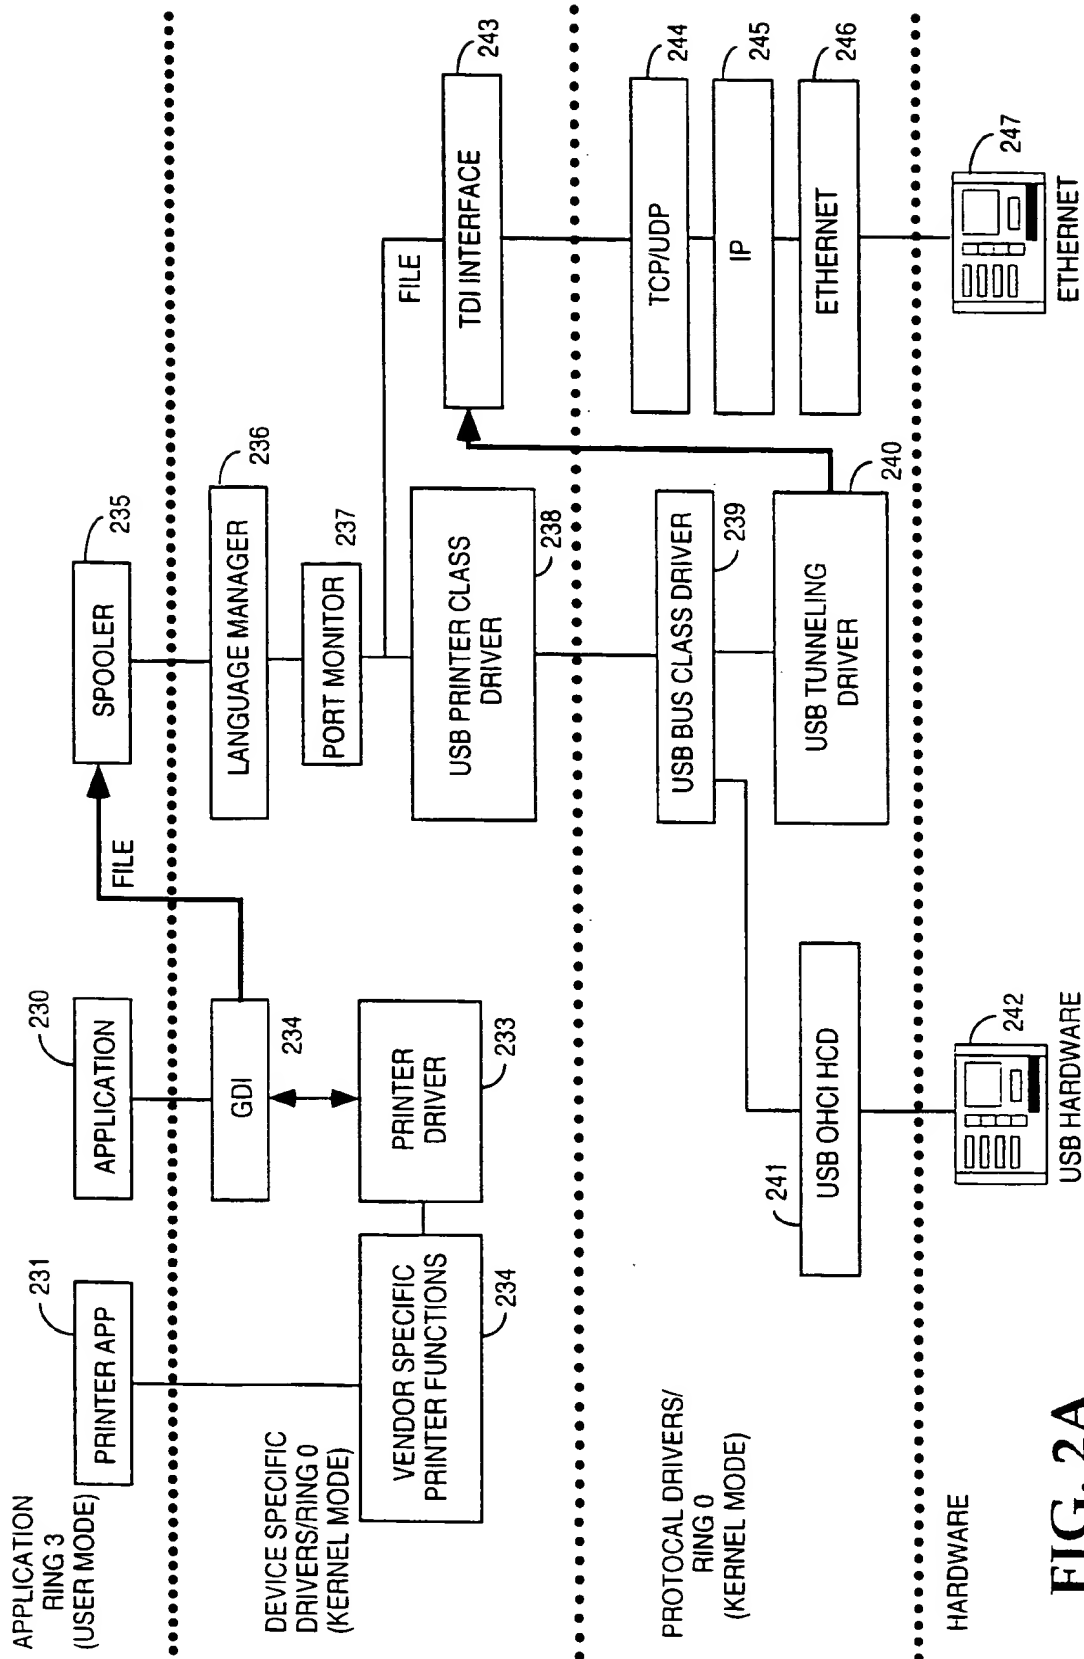 APPLICATION
RING 3
(USER MODE)
PRINTER APP
231
APPLICATION
230
SPOOLER
235
FILE
DEVICE SPECIFIC
DRIVERS/RING 0
(KERNEL MODE)
VENDOR SPECIFIC
PRINTER FUNCTIONS
234
GDI
234
PRINTER
DRIVER
233
LANGUAGE MANAGER
236
PORT MONITOR
237
USB PRINTER CLASS
DRIVER
238
FILE
TDI INTERFACE
243
PROTOCAL DRIVERS/
RING 0
(KERNEL MODE)
USB OHCI HCD
241
USB BUS CLASS DRIVER
239
USB TUNNELING
DRIVER
240
TCP/UDP
244
IP
245
ETHERNET
246
HARDWARE
242
USB HARDWARE
247
ETHERNET
FIG. 2A